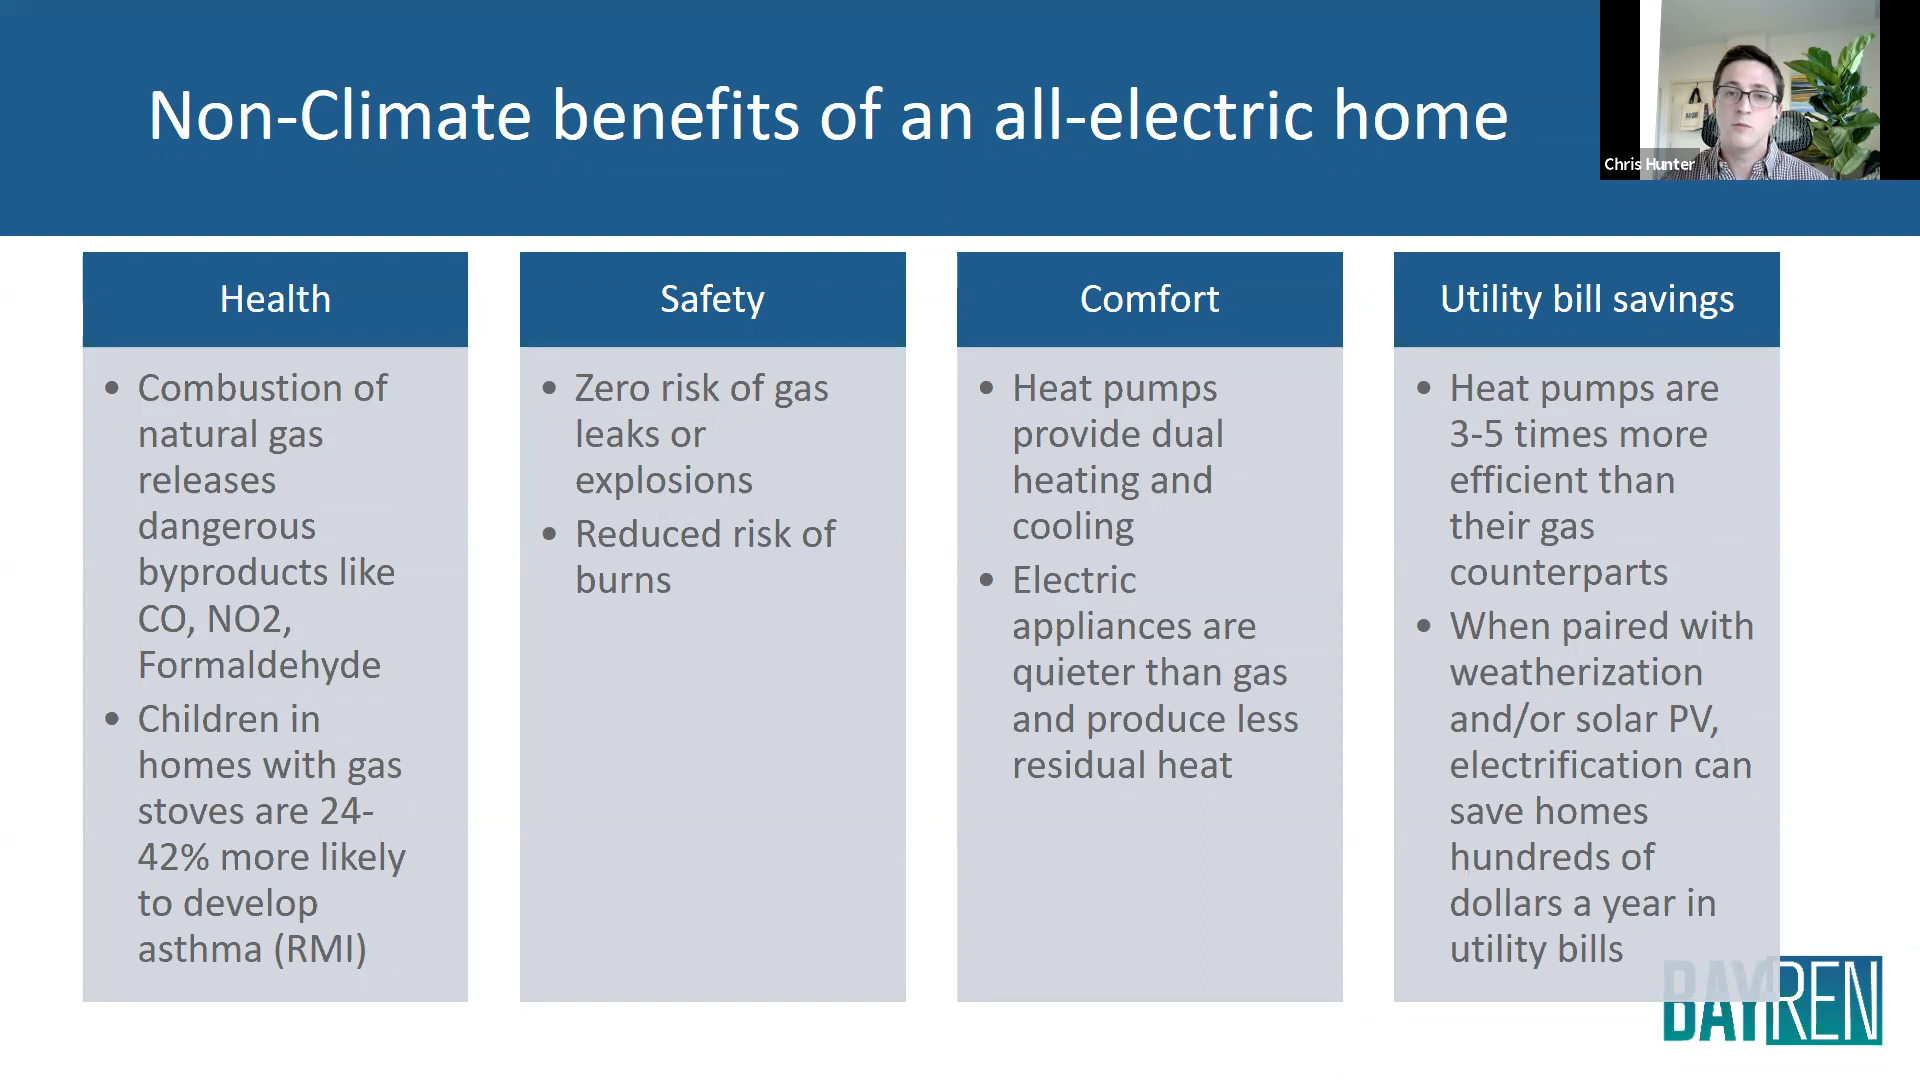 Non-Climate benefits of an all-electric home
Chris Hunter
Health
• Combustion of
natural gas
releases
dangerous
byproducts like
CO, NO2,
Formaldehyde
• Children in
homes with gas
stoves are 24-
42% more likely
to develop
asthma (RMI)
Safety
• Zero risk of gas
leaks or
explosions
• Reduced risk of
burns
Comfort
• Heat pumps
provide dual
heating and
cooling
• Electric
appliances are
quieter than gas
and produce less
residual heat
Utility bill savings
• Heat pumps are
3-5 times more
efficient than
their gas
counterparts
• When paired with
weatherization
and/or solar PV,
electrification can
save homes
hundreds of
dollars a year in
utility bills
BAYREN